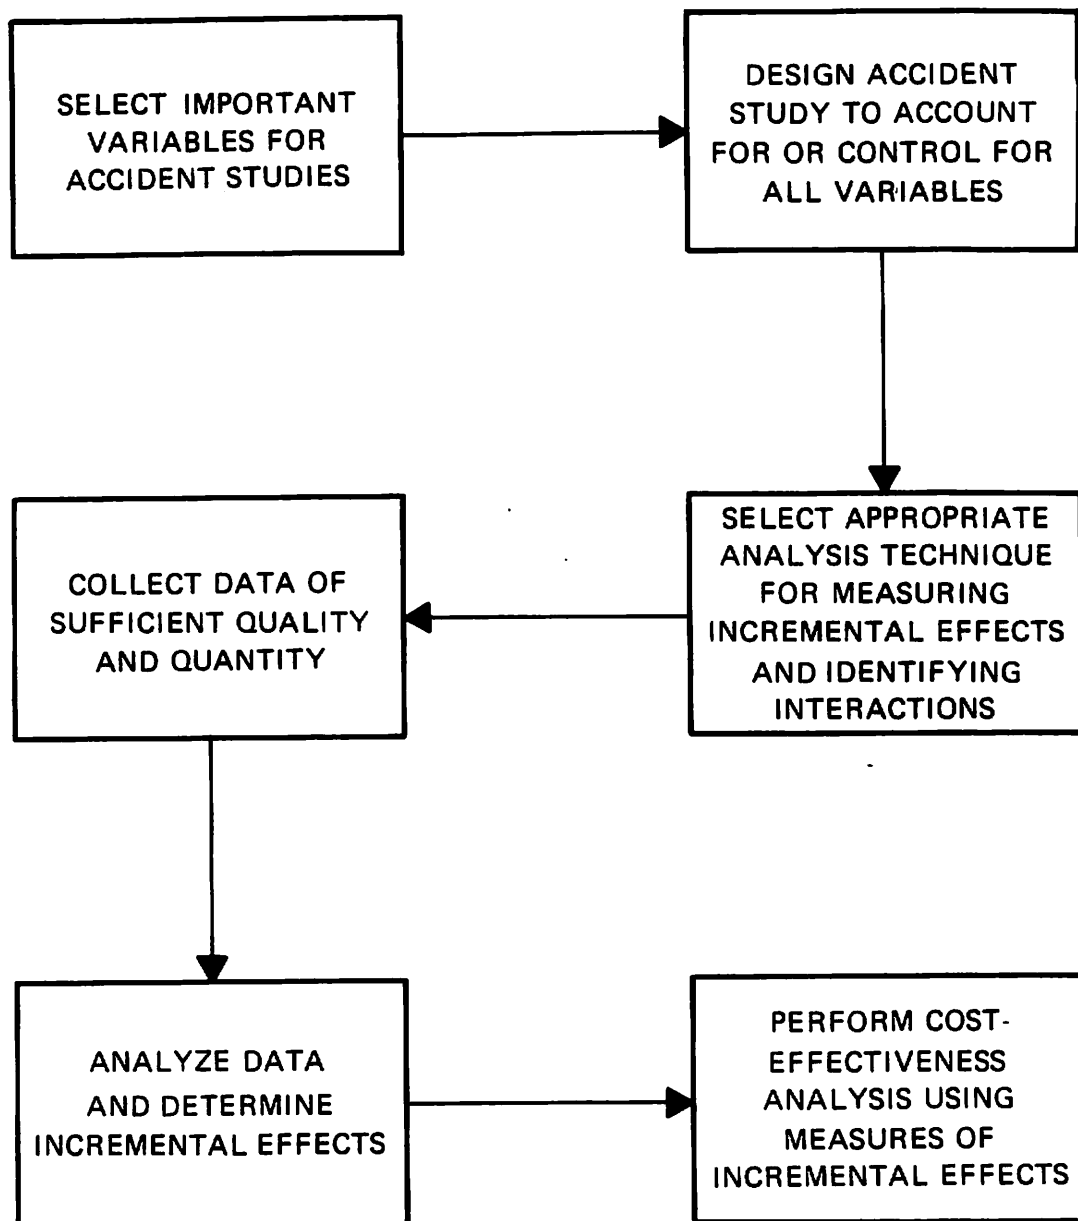 SELECT IMPORTANT
VARIABLES FOR
ACCIDENT STUDIES
DESIGN ACCIDENT
STUDY TO ACCOUNT
FOR OR CONTROL FOR
ALL VARIABLES
SELECT APPROPRIATE
ANALYSIS TECHNIQUE
FOR MEASURING
INCREMENTAL EFFECTS
AND IDENTIFYING
INTERACTIONS
COLLECT DATA OF
SUFFICIENT QUALITY
AND QUANTITY
ANALYZE DATA
AND DETERMINE
INCREMENTAL EFFECTS
PERFORM COST-
EFFECTIVENESS
ANALYSIS USING
MEASURES OF
INCREMENTAL EFFECTS